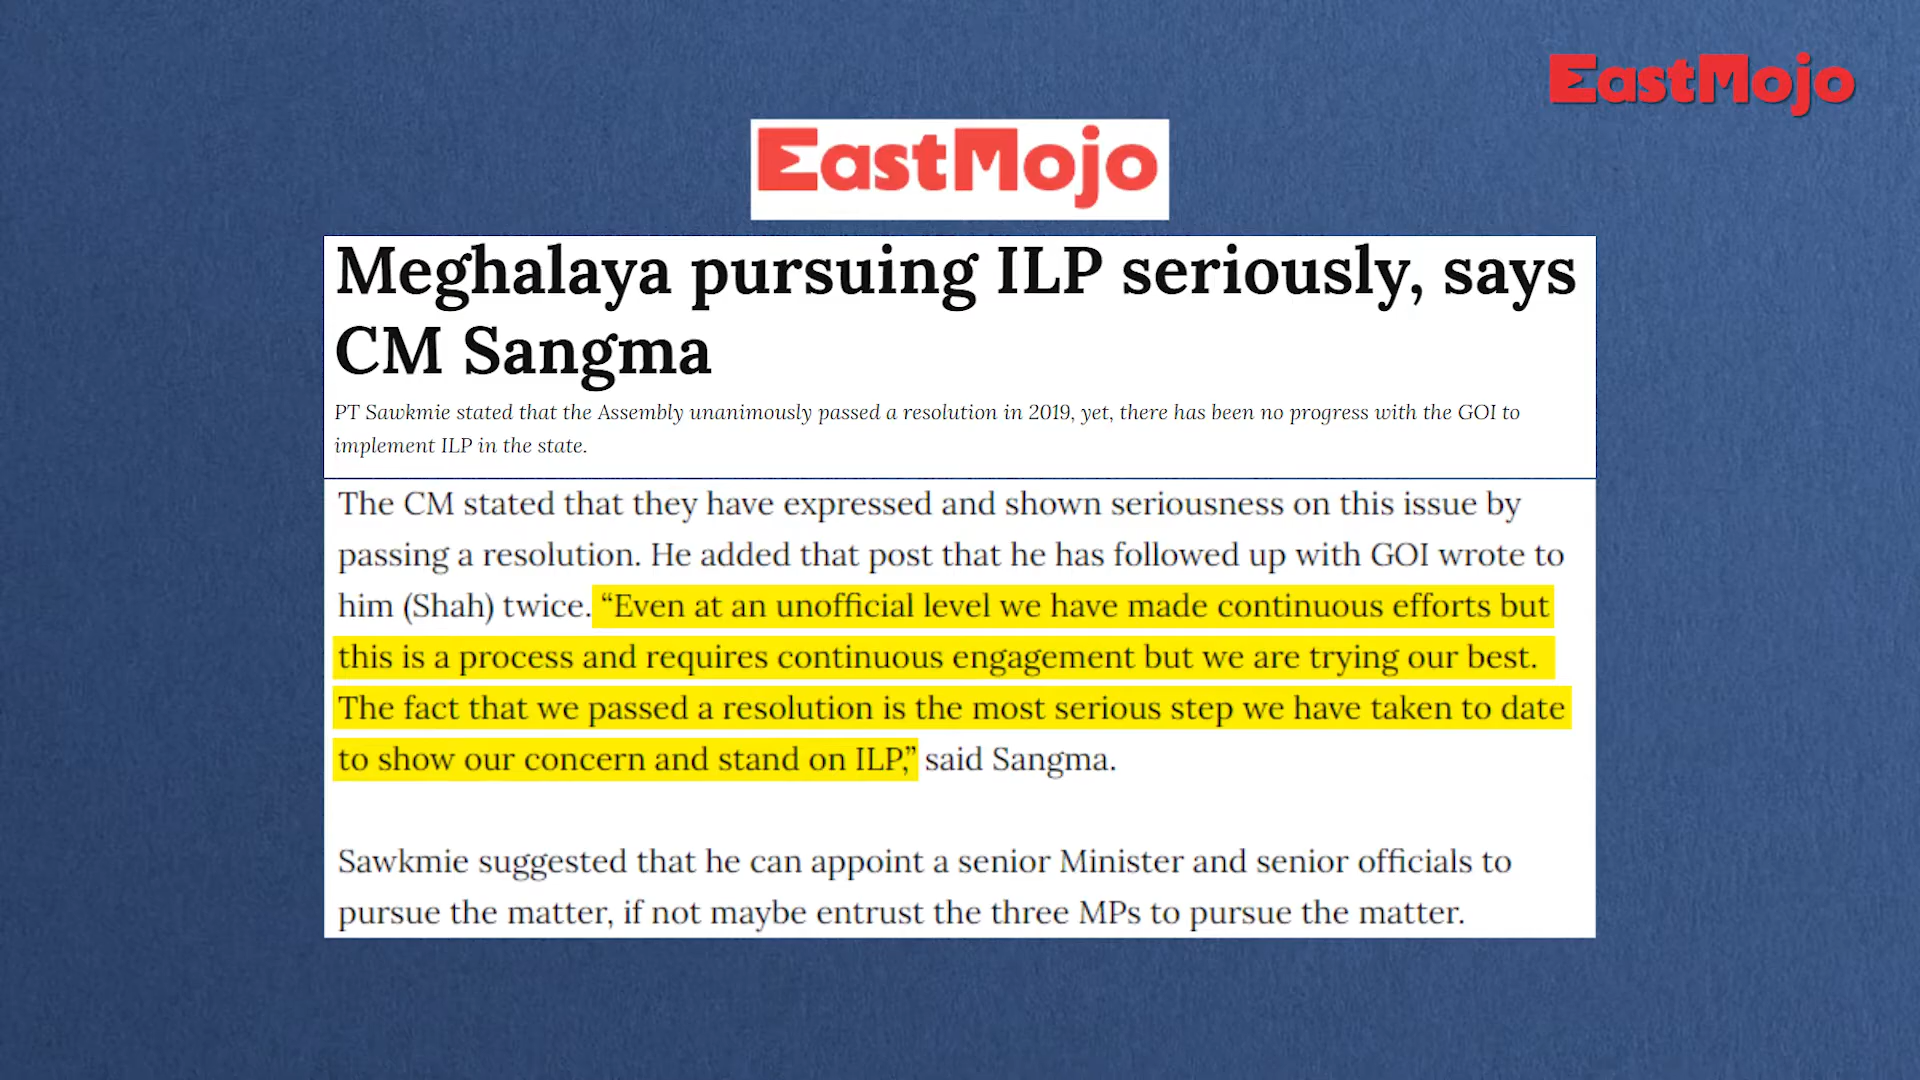 EastMojo
EastMojo
Meghalaya pursuing ILP seriously, says
CM Sangma
PT Sawkmie stated that the Assembly unanimously passed a resolution in 2019, yet, there has been no progress with the GOI to
implement ILP in the state.
The CM stated that they have expressed and shown seriousness on this issue by
passing a resolution. He added that post that he has followed up with GOI wrote to
him (Shah) twice. “Even at an unofficial level we have made continuous efforts but
this is a process and requires continuous engagement but we are trying our best.
The fact that we passed a resolution is the most serious step we have taken to date
to show our concern and stand on ILP,” said Sangma.
Sawkmie suggested that he can appoint a senior Minister and senior officials to
pursue the matter, if not maybe entrust the three MPs to pursue the matter.